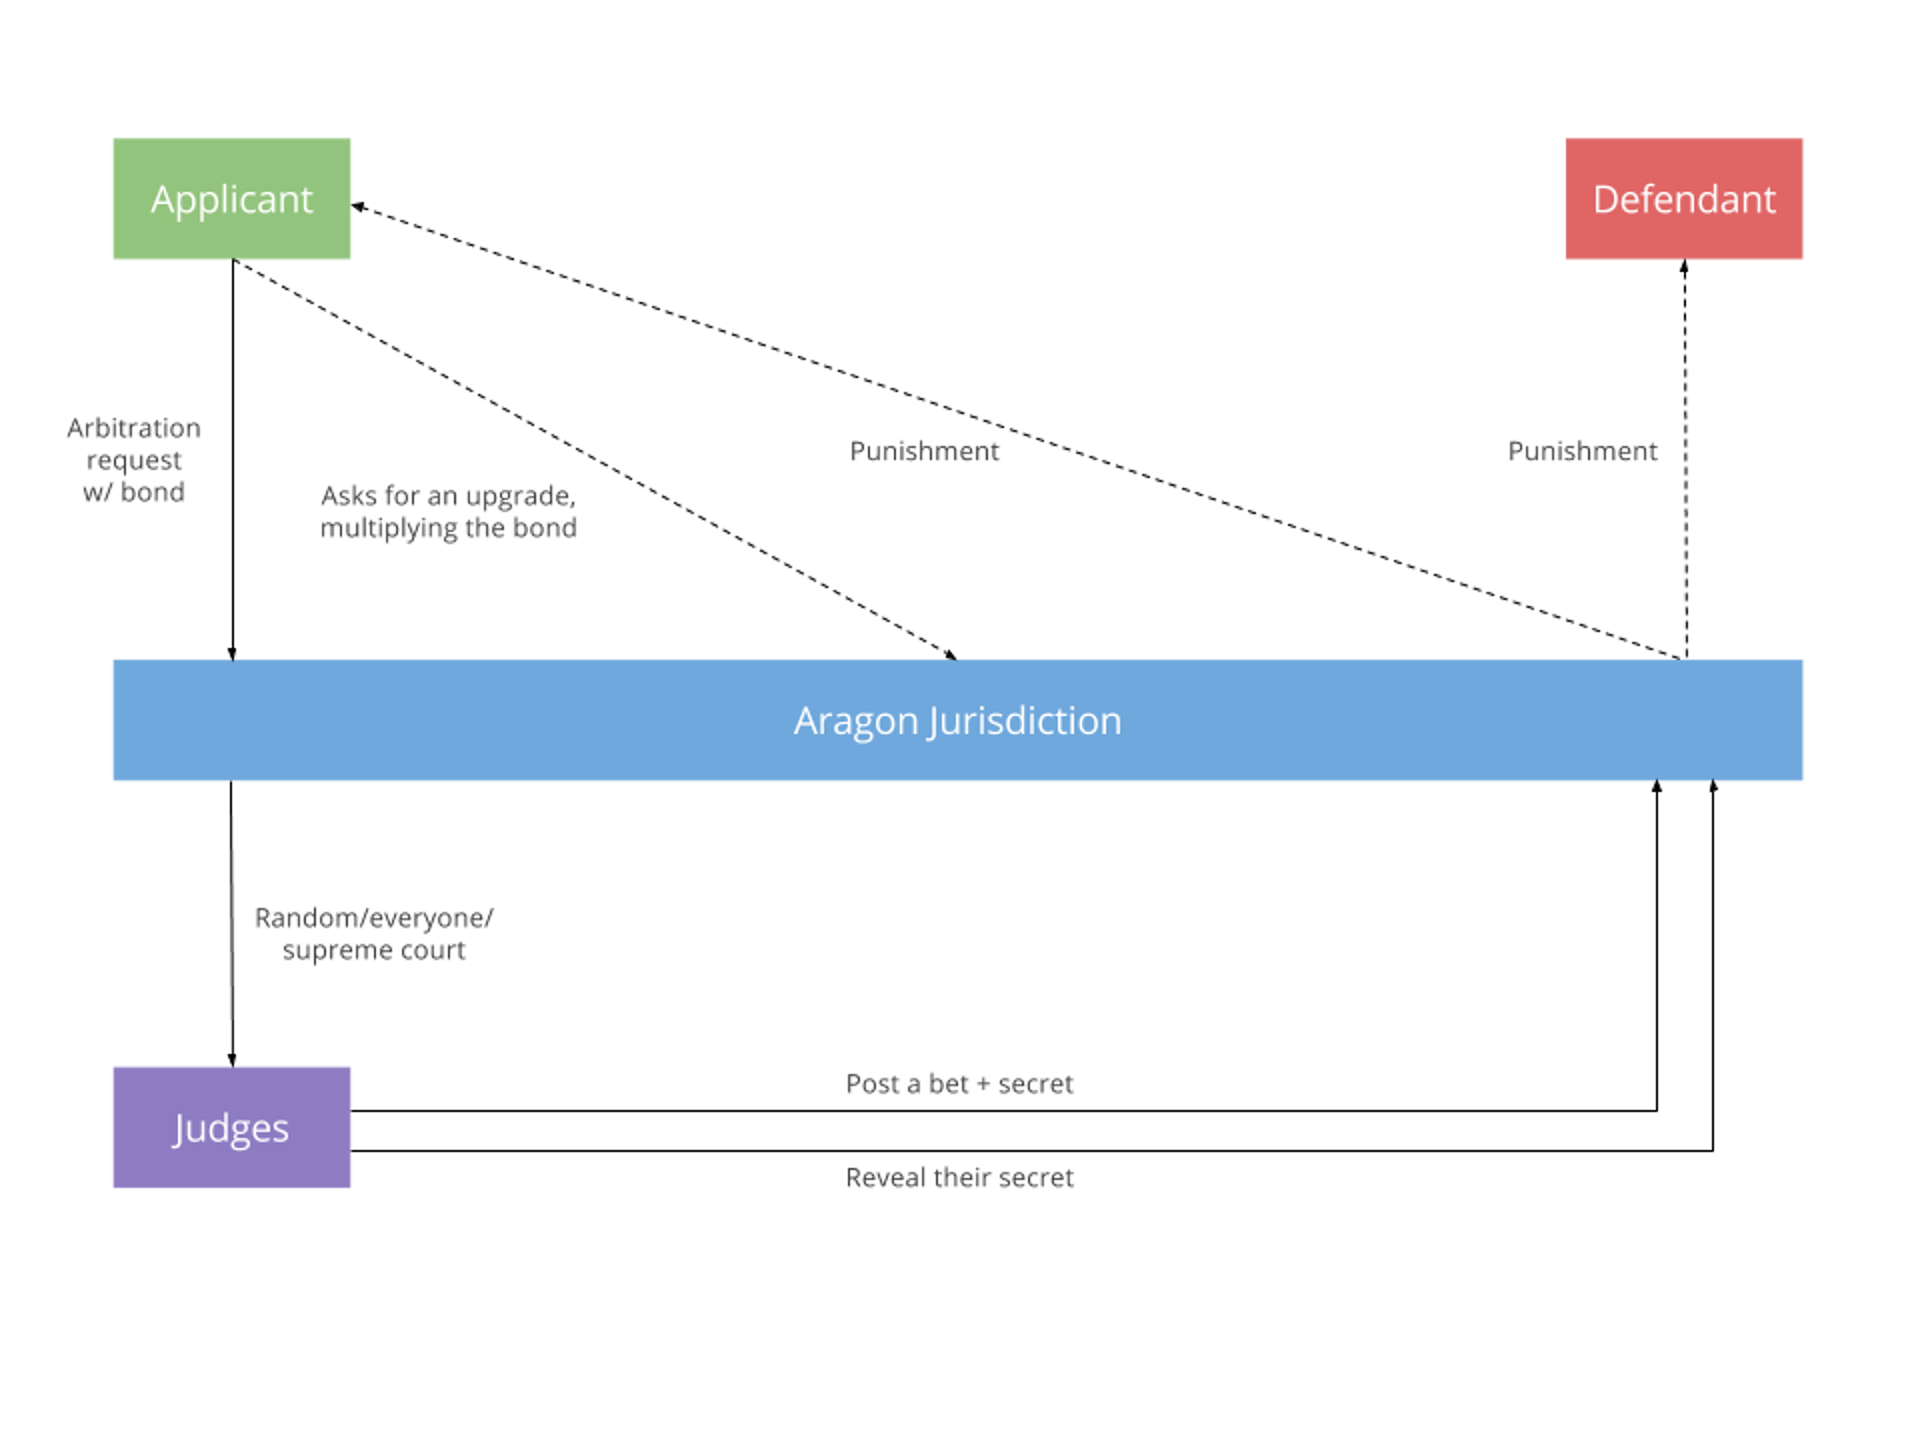 Applicant
Defendant
Arbitration
request
w/ bond
Asks for an upgrade,
multiplying the bond
Punishment
Punishment
Aragon Jurisdiction
Random/everyone/
supreme court
Judges
Post a bet + secret
Reveal their secret